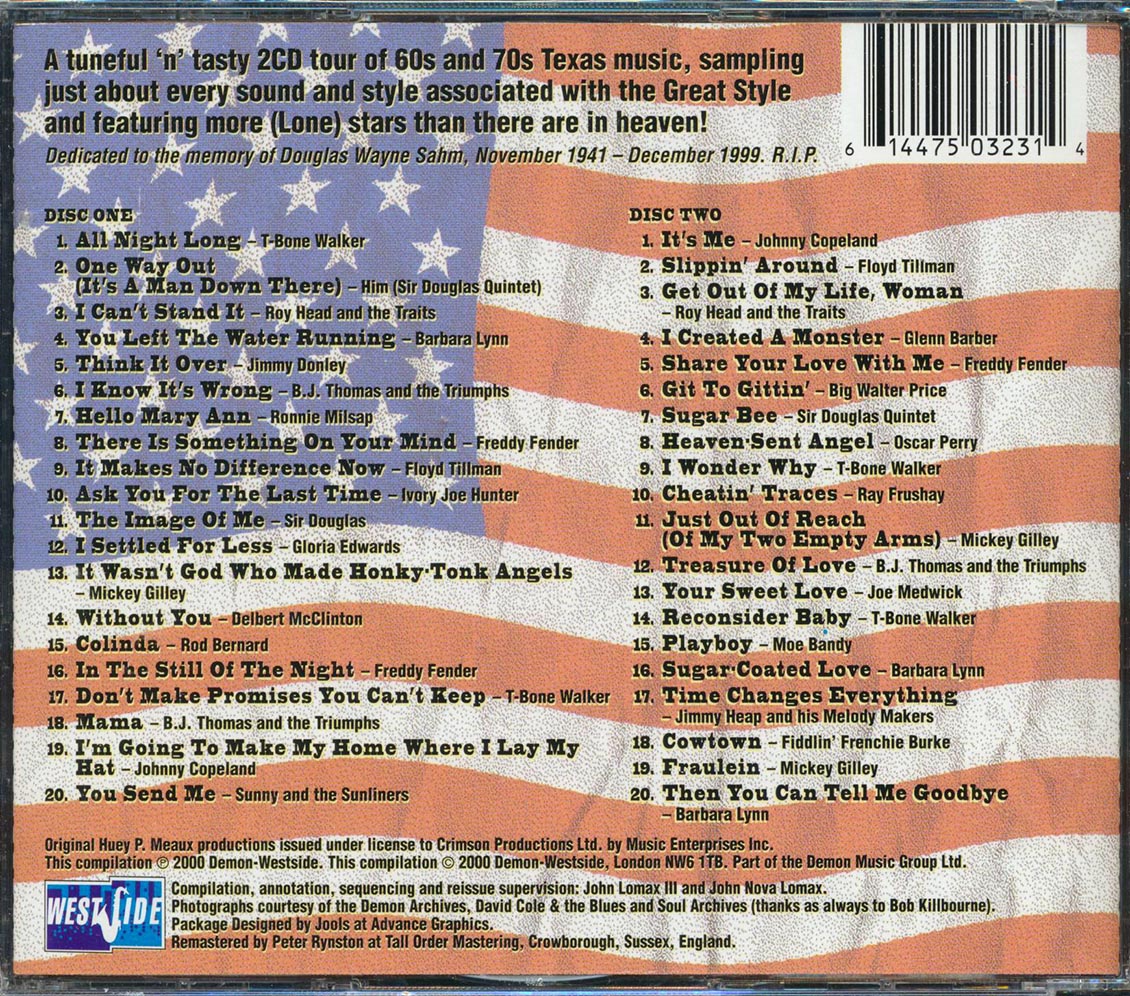 A tuneful ‘n’ tasty 2CD tour of 60s and 70s Texas music, sampling
just about every sound and style associated with the Great Style
and featuring more (Lone) stars than there are in heaven!
Dedicated to the memory of Douglas Wayne Sahm, November 1941 – December 1999. R.I.P.
6 14475 03231 4
DISC ONE
1. All Night Long – T-Bone Walker
2. One Way Out
(It's A Man Down There) – Him (Sir Douglas Quintet)
3. I Can't Stand It – Roy Head and the Traits
4. You Left The Water Running – Barbara Lynn
5. Think It Over – Jimmy Donley
6. I Know It's Wrong – B.J. Thomas and the Triumphs
7. Hello Mary Ann – Ronnie Milsap
8. There Is Something On Your Mind – Freddy Fender
9. It Makes No Difference Now – Floyd Tillman
10. Ask You For The Last Time – Ivory Joe Hunter
11. The Image Of Me – Sir Douglas
12. I Settled For Less – Gloria Edwards
13. It Wasn't God Who Made Honky-Tonk Angels
– Mickey Gilley
14. Without You – Delbert McClinton
15. Colinda – Rod Bernard
16. In The Still Of The Night – Freddy Fender
17. Don't Make Promises You Can't Keep – T-Bone Walker
18. Mama – B.J. Thomas and the Triumphs
19. I'm Going To Make My Home Where I Lay My
Hat – Johnny Copeland
20. You Send Me – Sunny and the Sunliners
DISC TWO
1. It's Me – Johnny Copeland
2. Slippin' Around – Floyd Tillman
3. Get Out Of My Life, Woman
– Roy Head and the Traits
4. I Created A Monster – Glenn Barber
5. Share Your Love With Me – Freddy Fender
6. Git To Gittin' – Big Walter Price
7. Sugar Bee – Sir Douglas Quintet
8. Heaven-Sent Angel – Oscar Perry
9. I Wonder Why – T-Bone Walker
10. Cheatin' Traces – Ray Frushay
11. Just Out Of Reach
(Of My Two Empty Arms) – Mickey Gilley
12. Treasure Of Love – B.J. Thomas and the Triumphs
13. Your Sweet Love – Joe Medwick
14. Reconsider Baby – T-Bone Walker
15. Playboy – Moe Bandy
16. Sugar-Coated Love – Barbara Lynn
17. Time Changes Everything
– Jimmy Heap and his Melody Makers
18. Cowtown – Fiddlin' Frenchie Burke
19. Fraulein – Mickey Gilley
20. Then You Can Tell Me Goodbye
– Barbara Lynn
Original Huey P. Meaux productions issued under license to Crimson Productions Ltd. by Music Enterprises Inc.
This compilation ℗ 2000 Demon-Westside. This compilation © 2000 Demon-Westside, London NW6 1TB. Part of the Demon Music Group Ltd.
WESTSIDE
Compilation, annotation, sequencing and reissue supervision: John Lomax III and John Nova Lomax.
Photographs courtesy of the Demon Archives, David Cole & the Blues and Soul Archives (thanks as always to Bob Killbourne).
Package Designed by Jools at Advance Graphics.
Remastered by Peter Rynston at Tall Order Mastering, Crowborough, Sussex, England.